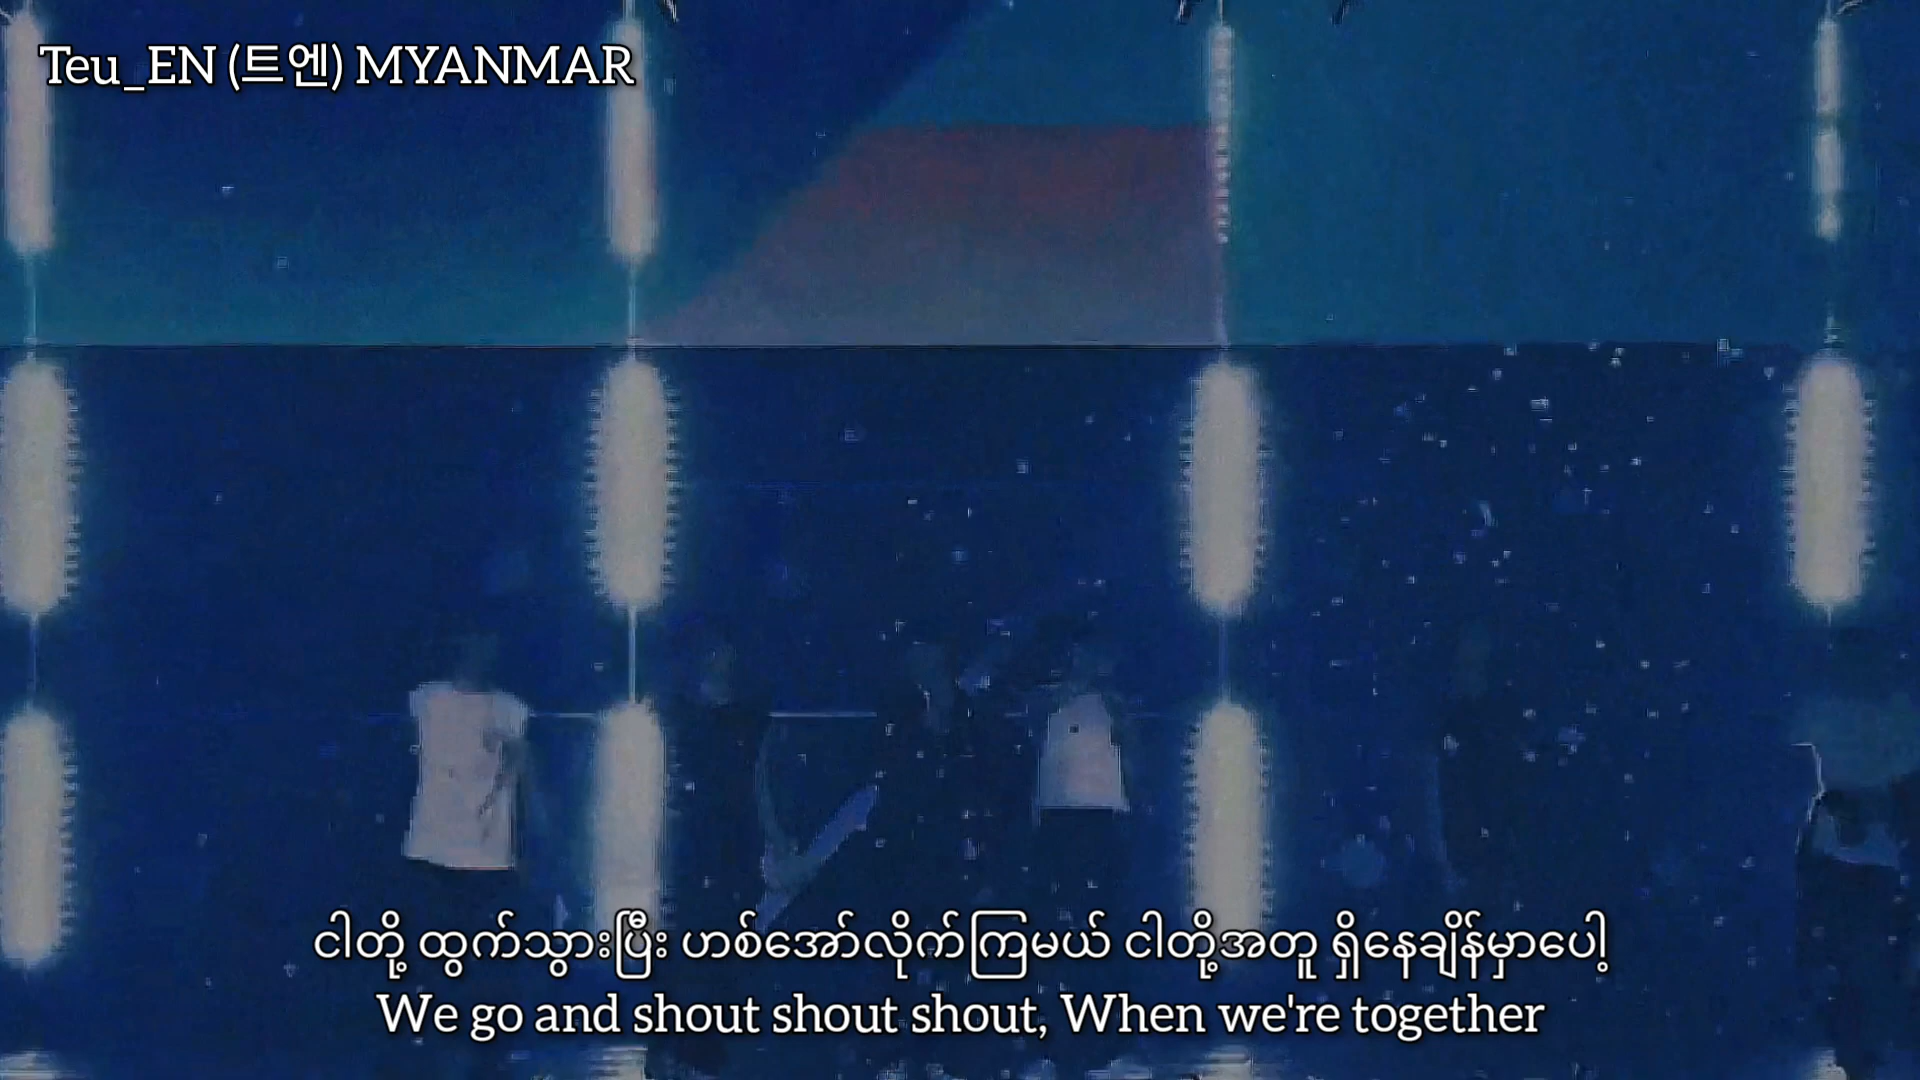 Teu_EN (트엔) MYANMAR
ငါတို့ ထွက်သွားပြီး ဟစ်အော်လိုက်ကြမယ် ငါတို့အတူ ရှိနေချိန်မှာပေါ့
We go and shout shout shout, When we're together